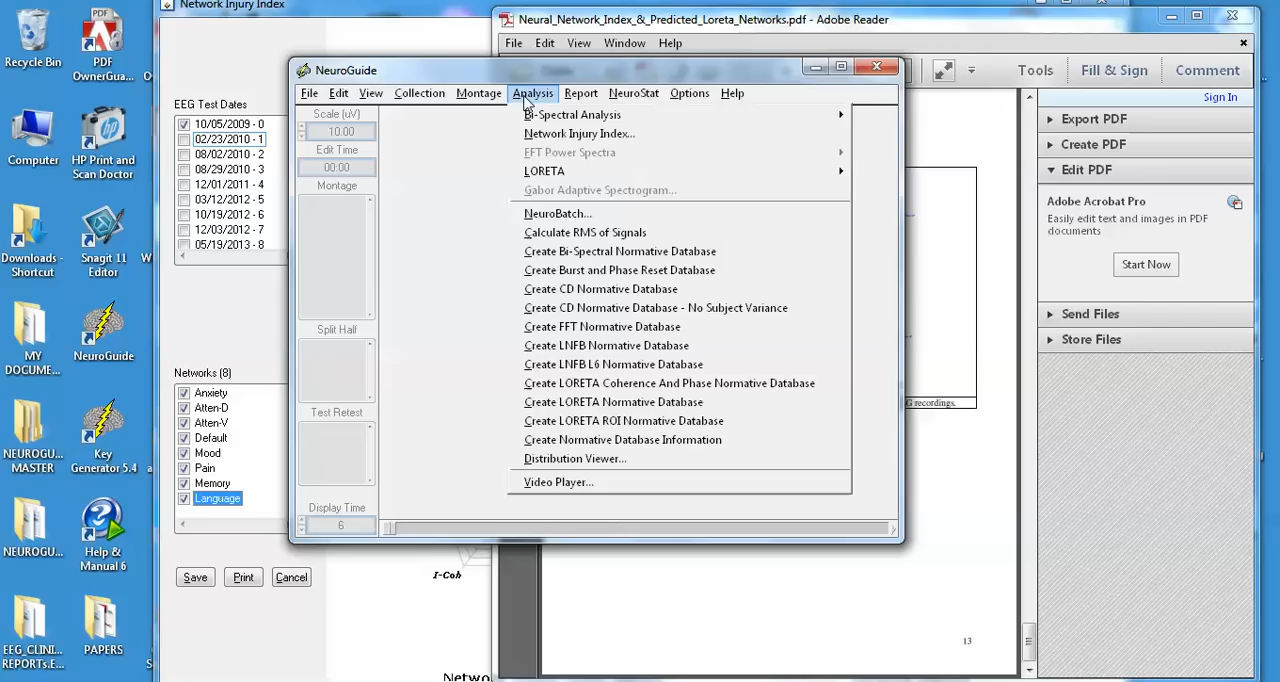 Recycle Bin
PDF
OwnerGua...
Computer
HP Print and
Scan Doctor
Downloads -
Shortcut
Snagit 11
Editor
MY
DOCUME...
NeuroGuide
NEUROGU...
MASTER
Key
Generator 5.4
NEUROGU...
Help &
Manual 6
EEG_CLINI...
REPORTs.E...
PAPERS
Network Injury Index
EEG Test Dates
10/05/2009 - 0
02/23/2010 - 1
08/02/2010 - 2
08/29/2010 - 3
12/01/2011 - 4
03/12/2012 - 5
10/19/2012 - 6
12/03/2012 - 7
05/19/2013 - 8
Networks (8)
Anxiety
Atten-D
Atten-V
Default
Mood
Pain
Memory
Language
Save Print Cancel
I-Coh
Netwo
NeuroGuide
File Edit View Collection Montage Analysis Report NeuroStat Options Help
Scale (uV)
10.00
Edit Time
00:00
Montage
Split Half
Test Retest
Display Time
6
Bi-Spectral Analysis
Network Injury Index...
FFT Power Spectra
LORETA
Gabor Adaptive Spectrogram...
NeuroBatch...
Calculate RMS of Signals
Create Bi-Spectral Normative Database
Create Burst and Phase Reset Database
Create CD Normative Database
Create CD Normative Database - No Subject Variance
Create FFT Normative Database
Create LNFB Normative Database
Create LNFB L6 Normative Database
Create LORETA Coherence And Phase Normative Database
Create LORETA Normative Database
Create LORETA ROI Normative Database
Create Normative Database Information
Distribution Viewer...
Video Player...
Neural_Network_Index_&_Predicted_Loreta_Networks.pdf - Adobe Reader
File Edit View Window Help
Tools Fill & Sign Comment
Sign In
Export PDF
Create PDF
Edit PDF
Adobe Acrobat Pro
Easily edit text and images in PDF
documents
Start Now
Send Files
Store Files
G recordings.
13